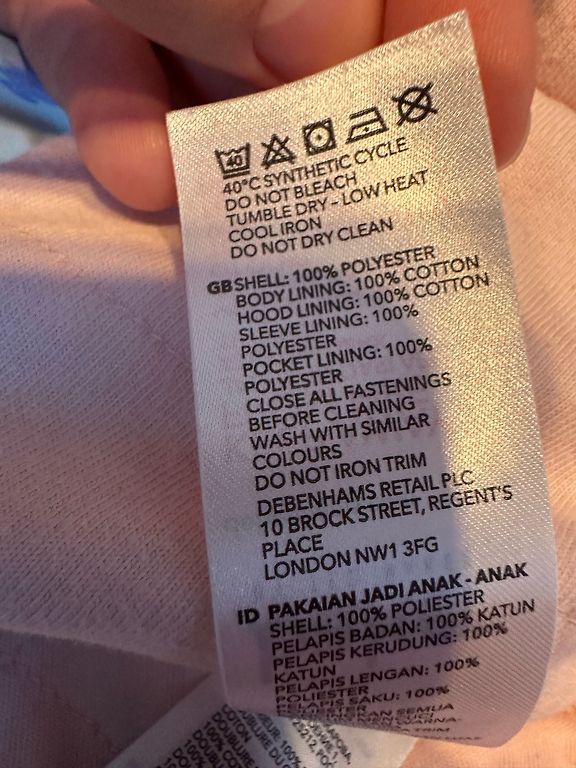 40
40°C SYNTHETIC CYCLE
DO NOT BLEACH
TUMBLE DRY - LOW HEAT
COOL IRON
DO NOT DRY CLEAN
GB SHELL: 100% POLYESTER
BODY LINING: 100% COTTON
HOOD LINING: 100% COTTON
SLEEVE LINING: 100%
POLYESTER
POCKET LINING: 100%
POLYESTER
CLOSE ALL FASTENINGS
BEFORE CLEANING
WASH WITH SIMILAR
COLOURS
DO NOT IRON TRIM
DEBENHAMS RETAIL PLC
10 BROCK STREET, REGENT'S
PLACE
LONDON NW1 3FG
ID PAKAIAN JADI ANAK - ANAK
SHELL: 100% POLIESTER
PELAPIS BADAN: 100% KATUN
PELAPIS KERUDUNG: 100%
KATUN
PELAPIS LENGAN: 100%
POLIESTER
PELAPIS SAKU: 100%
SEMUA
TRIM